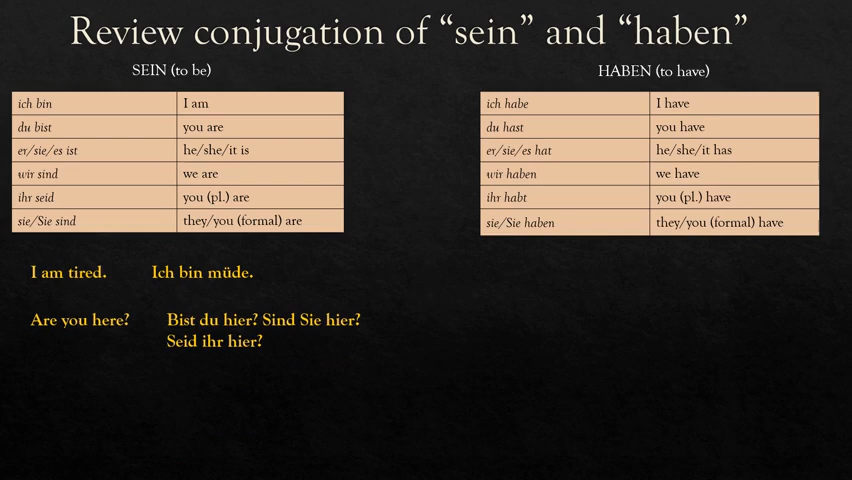 Review conjugation of “sein” and “haben”
SEIN (to be)
ich bin I am
du bist you are
er/sie/es ist he/she/it is
wir sind we are
ihr seid you (pl.) are
sie/Sie sind they/you (formal) are
HABEN (to have)
ich habe I have
du hast you have
er/sie/es hat he/she/it has
wir haben we have
ihr habt you (pl.) have
sie/Sie haben they/you (formal) have
I am tired. Ich bin müde.
Are you here? Bist du hier? Sind Sie hier?
Seid ihr hier?